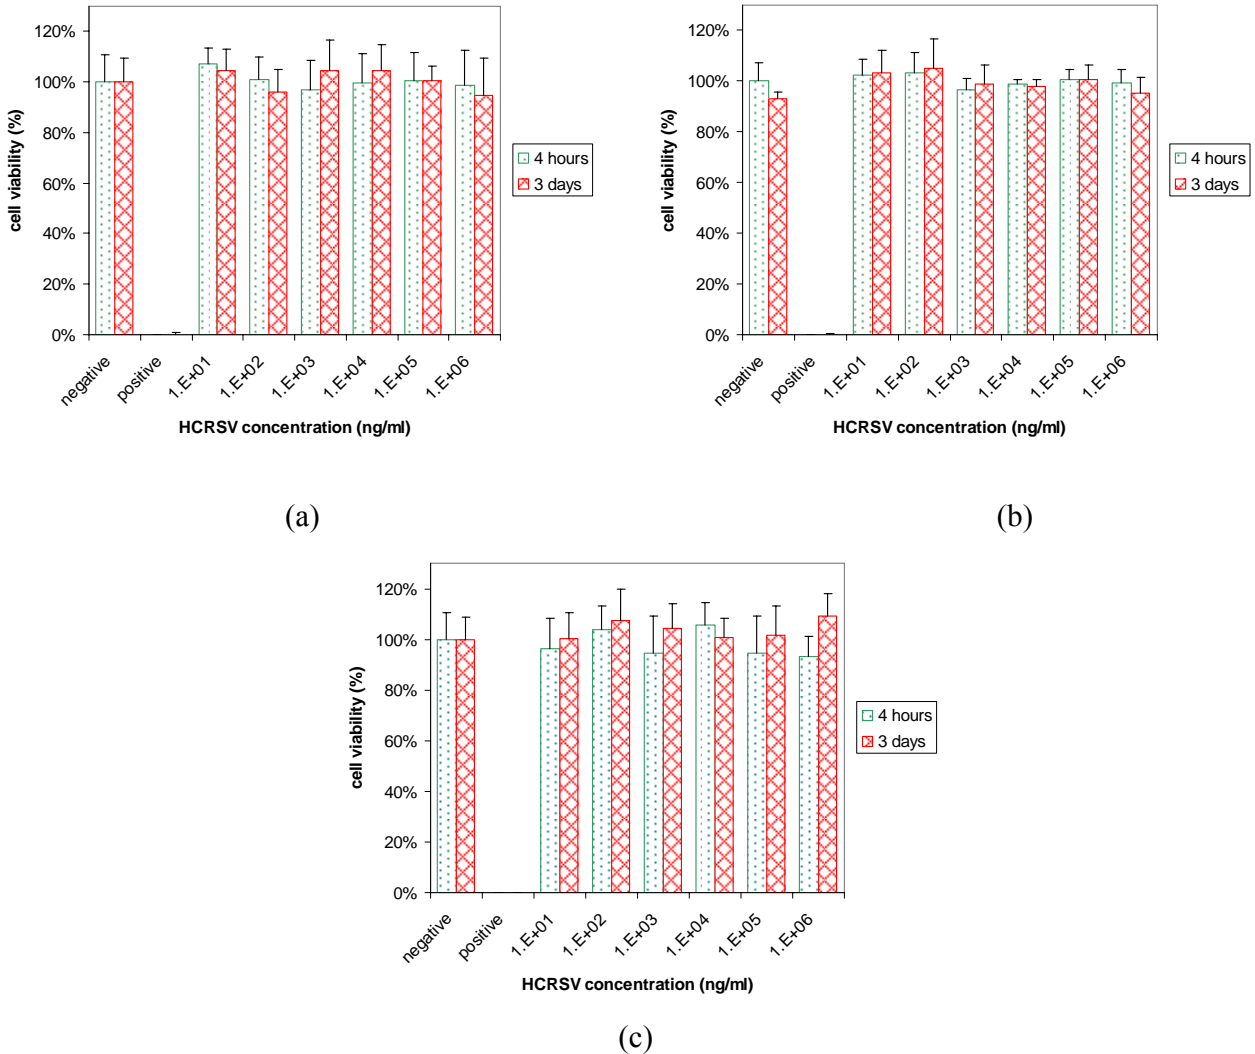 120%
100%
80%
60%
40%
20%
0%
cell viability (%)
negative
positive
1.E+01
1.E+02
1.E+03
1.E+04
1.E+05
1.E+06
HCRSV concentration (ng/ml)
4 hours
3 days
(a)
120%
100%
80%
60%
40%
20%
0%
cell viability (%)
negative
positive
1.E+01
1.E+02
1.E+03
1.E+04
1.E+05
1.E+06
HCRSV concentration (ng/ml)
4 hours
3 days
(b)
120%
100%
80%
60%
40%
20%
0%
cell viability (%)
negative
positive
1.E+01
1.E+02
1.E+03
1.E+04
1.E+05
1.E+06
HCRSV concentration (ng/ml)
4 hours
3 days
(c)